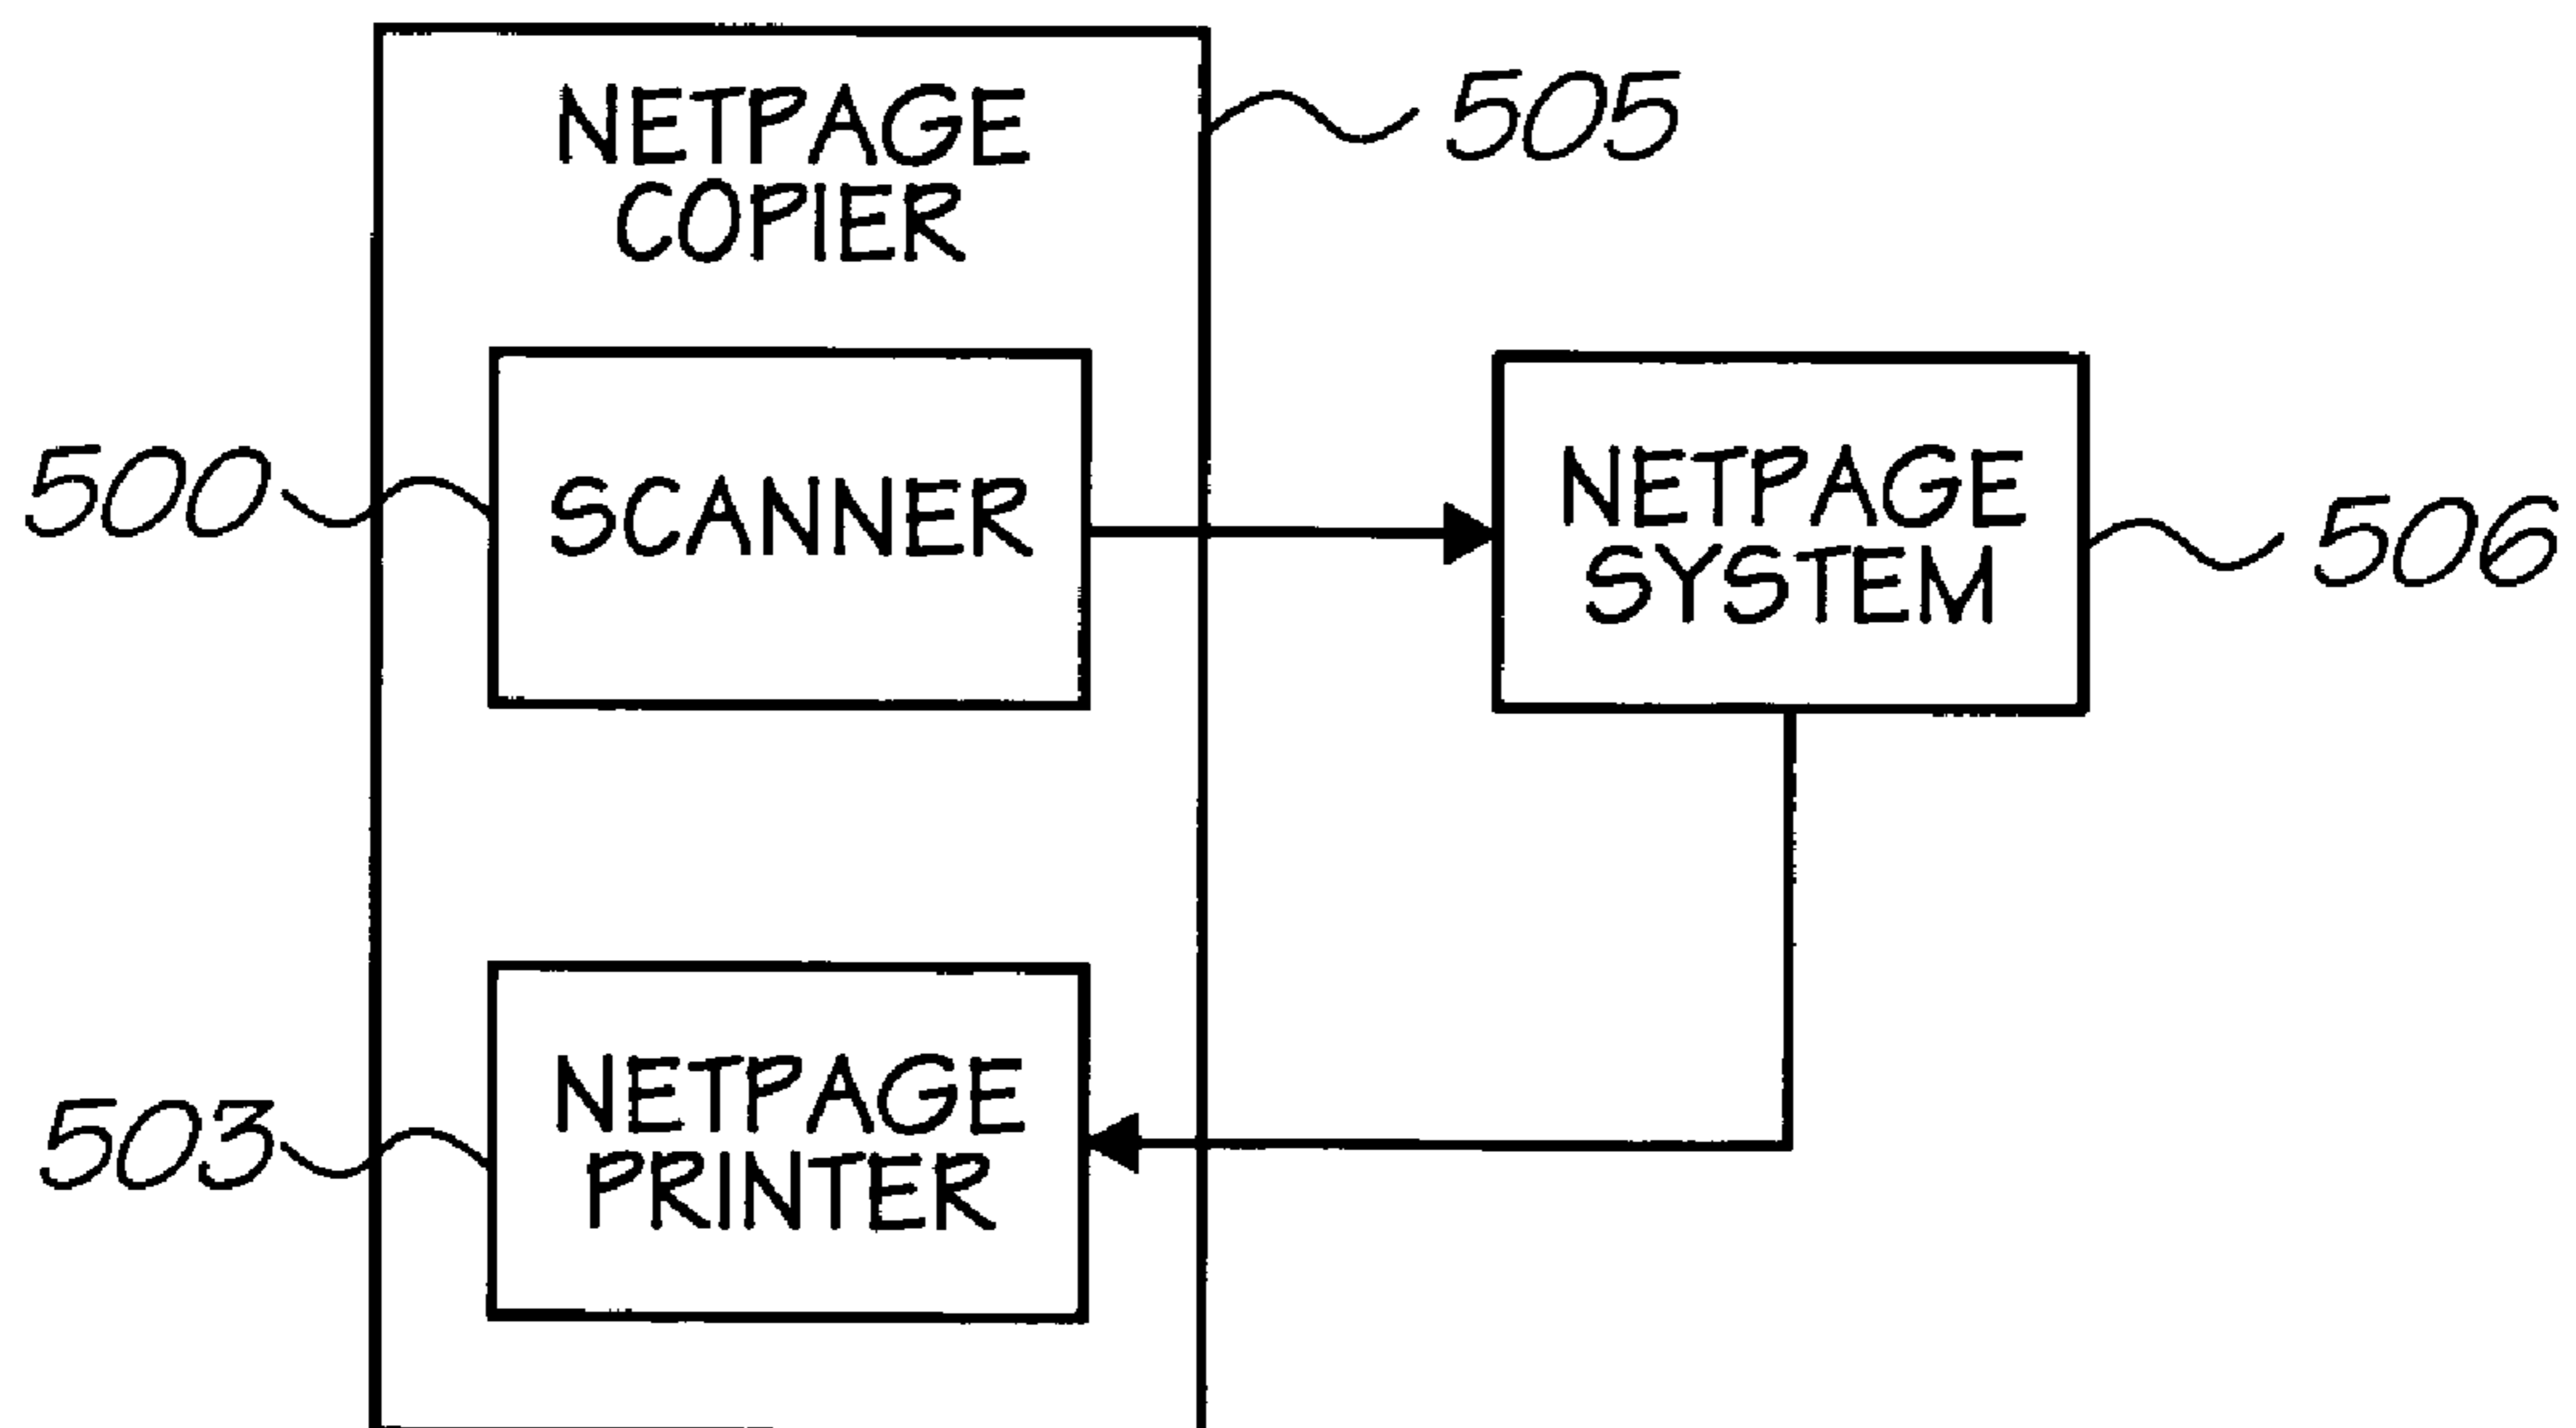 NETPAGE
COPIER
505
500
SCANNER
NETPAGE
SYSTEM
506
503
NETPAGE
PRINTER